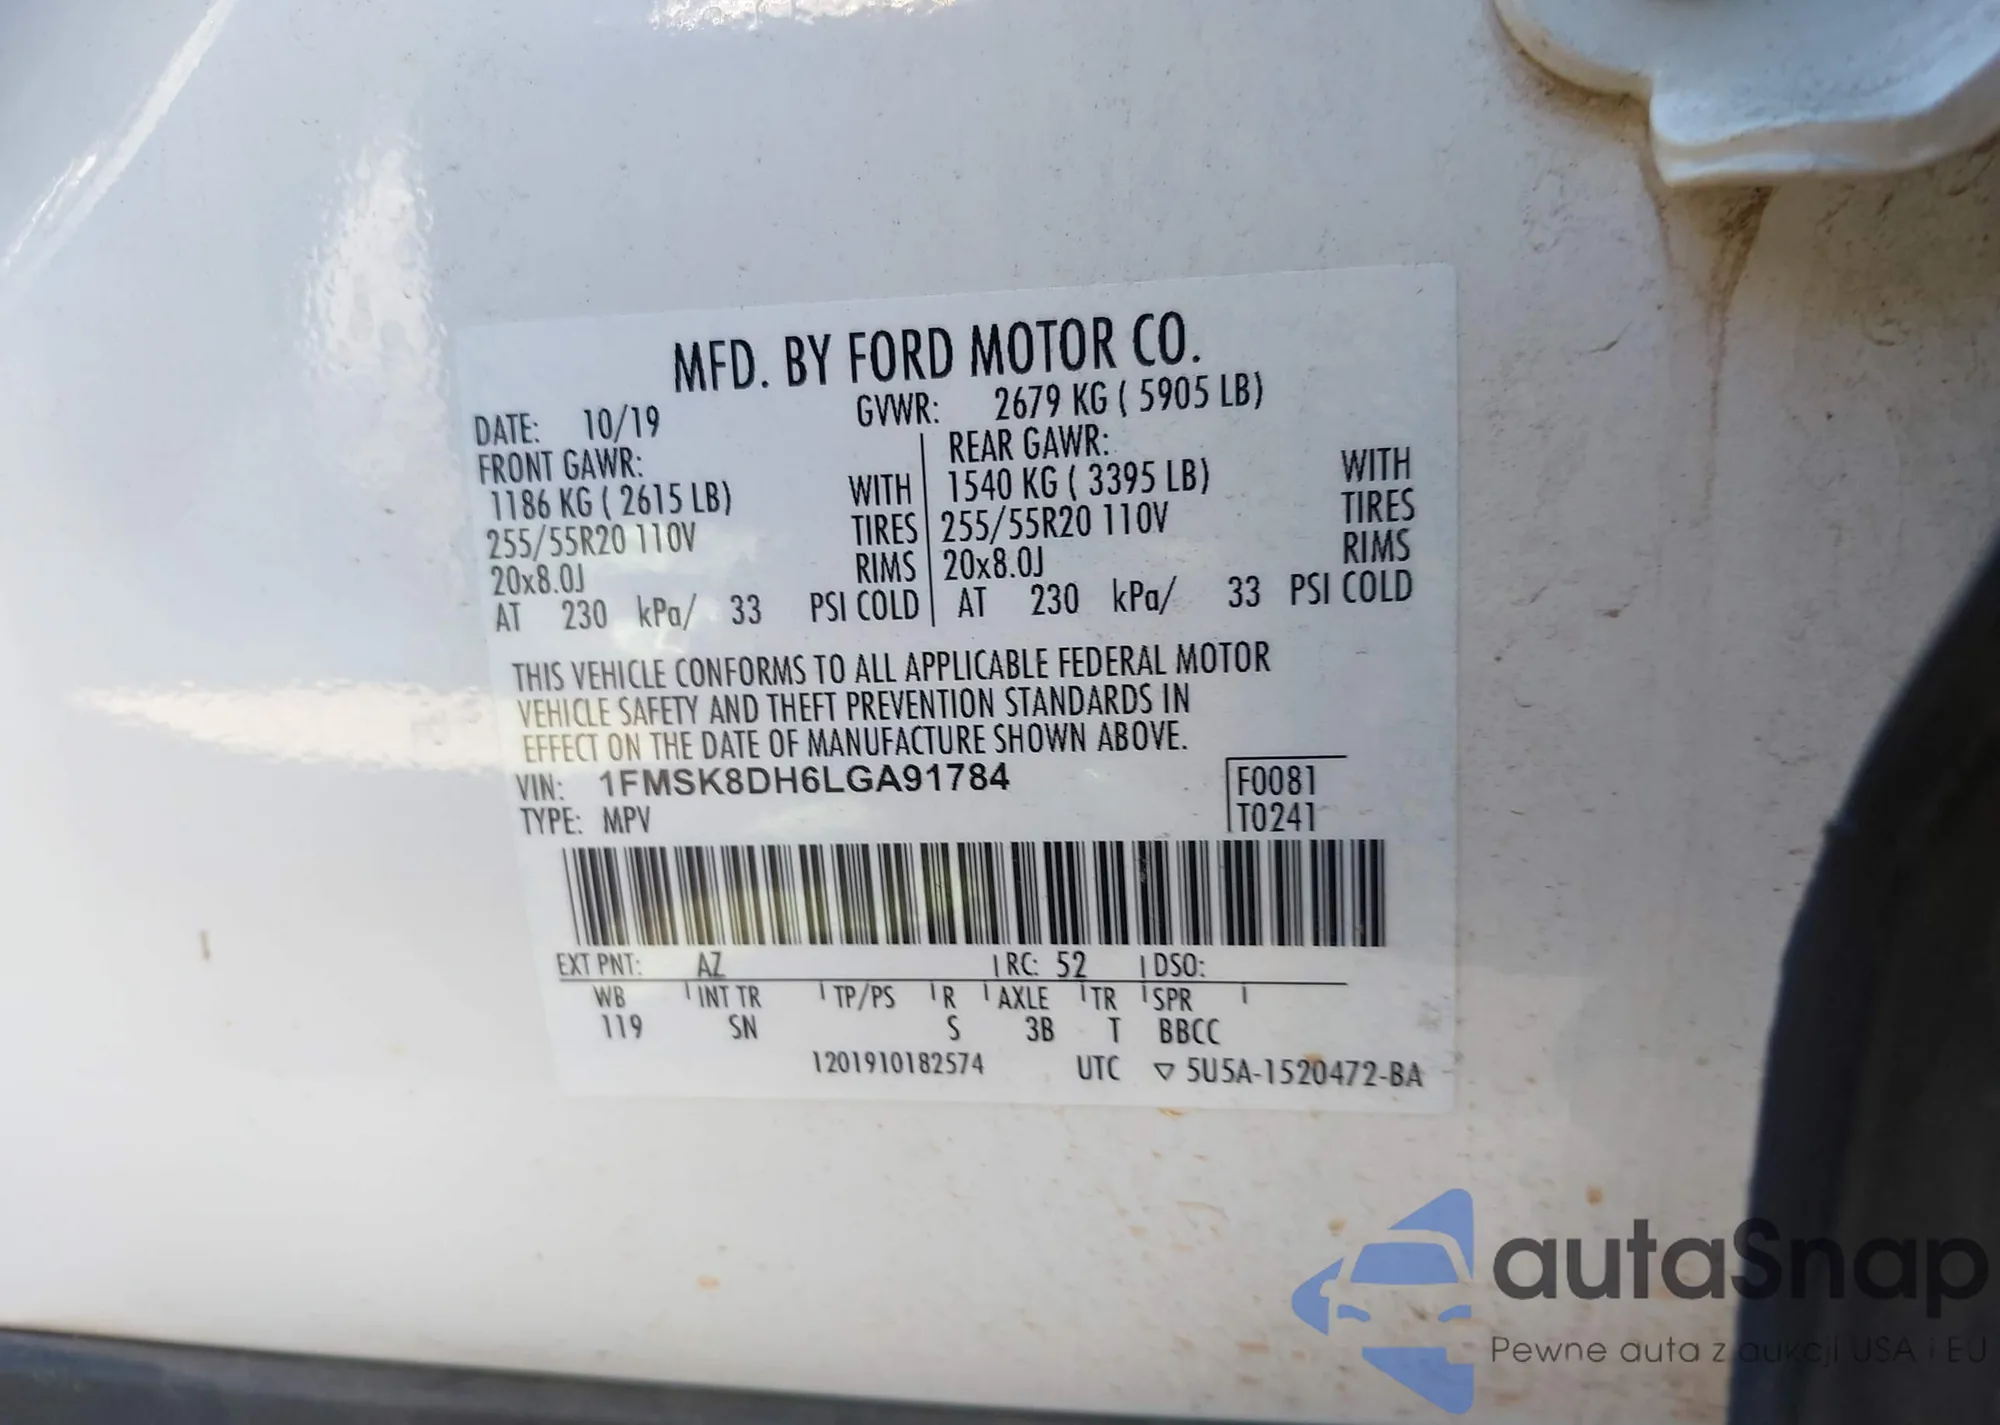 MFD. BY FORD MOTOR CO.
DATE: 10/19 GVWR: 2679 KG ( 5905 LB)
FRONT GAWR: REAR GAWR:
1186 KG ( 2615 LB) WITH 1540 KG ( 3395 LB) WITH
255/55R20 110V TIRES 255/55R20 110V TIRES
20x8.0J RIMS 20x8.0J RIMS
AT 230 kPa/ 33 PSI COLD AT 230 kPa/ 33 PSI COLD
THIS VEHICLE CONFORMS TO ALL APPLICABLE FEDERAL MOTOR
VEHICLE SAFETY AND THEFT PREVENTION STANDARDS IN
EFFECT ON THE DATE OF MANUFACTURE SHOWN ABOVE.
VIN: 1FMSK8DH6LGA91784 F0081
TYPE: MPV T0241
EXT PNT: AZ RC: 52 DSO:
WB INT TR TP/PS R AXLE TR SPR
119 SN S 3B T BBCC
1201910182574 UTC ▽ 5U5A-1520472-BA
autaSnap
Pewne auta z aukcji USA i EU